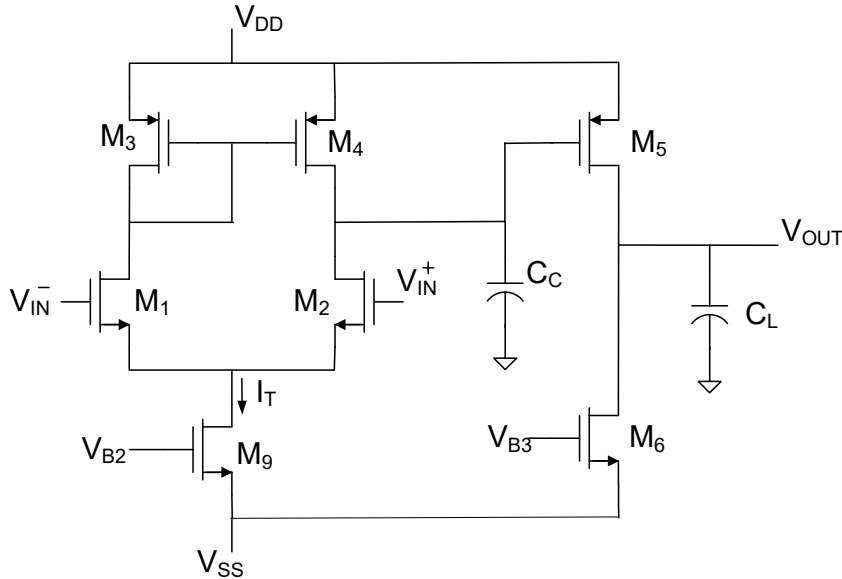 V_DD
M_3
M_4
M_5
V_OUT
V_IN^-
M_1
M_2
V_IN^+
C_C
C_L
I_T
V_B2
M_9
V_B3
M_6
V_SS